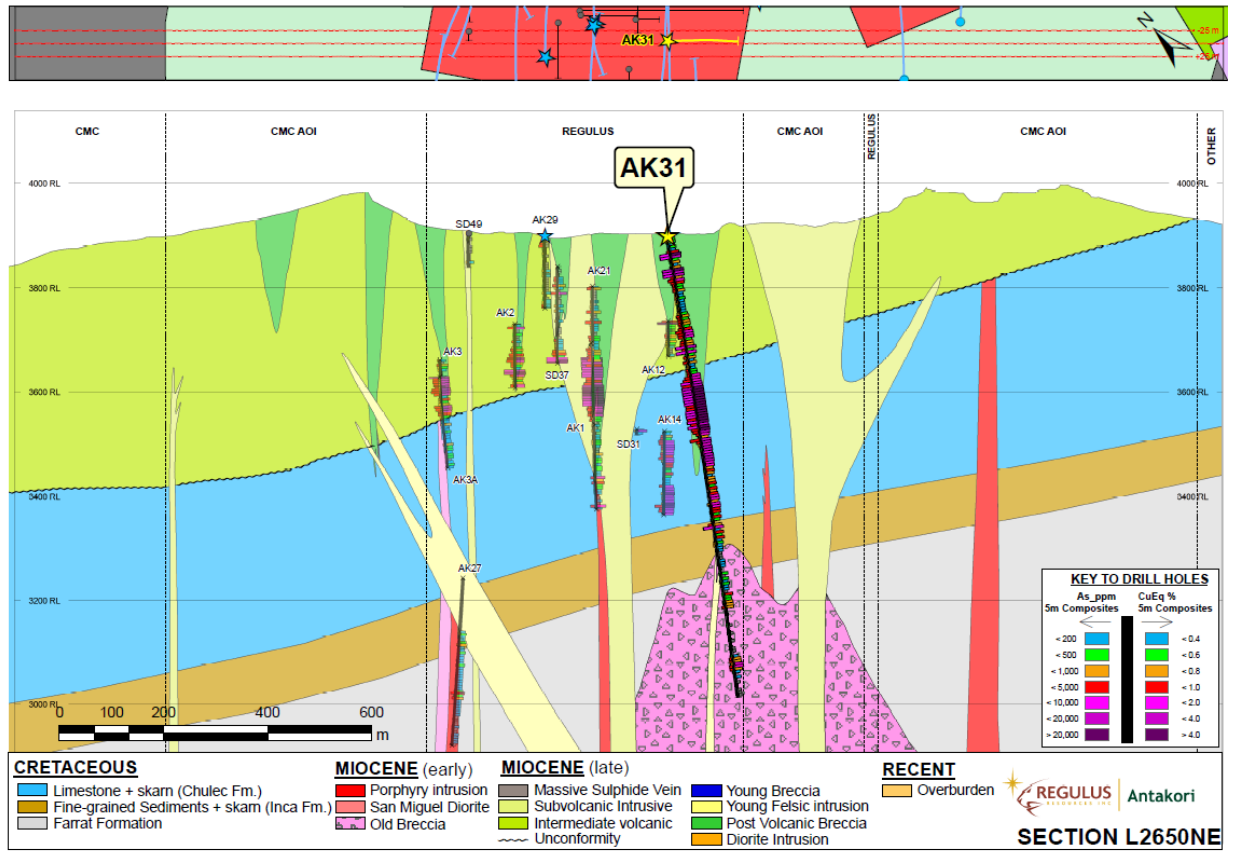 N
AK31
-25 m
+25 m
CMC
CMC AOI
REGULUS
CMC AOI
REGULUS
CMC AOI
OTHER
AK31
4000 RL
4000 RL
SD49
AK29
AK21
3800 RL
3800 RL
AK2
AK3
SD37
AK12
3600 RL
3600 RL
AK1
SD31
AK14
AK3A
3400 RL
3400 RL
AK27
3200 RL
3000 RL
0 100 200 400 600
m
KEY TO DRILL HOLES
As_ppm CuEq %
5m Composites 5m Composites
< 200 < 0.4
< 500 < 0.6
< 1,000 < 0.8
< 5,000 < 1.0
< 10,000 < 2.0
< 20,000 < 4.0
> 20,000 > 4.0
CRETACEOUS
Limestone + skarn (Chulec Fm.)
Fine-grained Sediments + skarn (Inca Fm.)
Farrat Formation
MIOCENE (early)
Porphyry intrusion
San Miguel Diorite
Old Breccia
MIOCENE (late)
Massive Sulphide Vein
Subvolcanic Intrusive
Intermediate volcanic
Unconformity
Young Breccia
Young Felsic intrusion
Post Volcanic Breccia
Diorite Intrusion
RECENT
Overburden
REGULUS
RESOURCES INC
Antakori
SECTION L2650NE